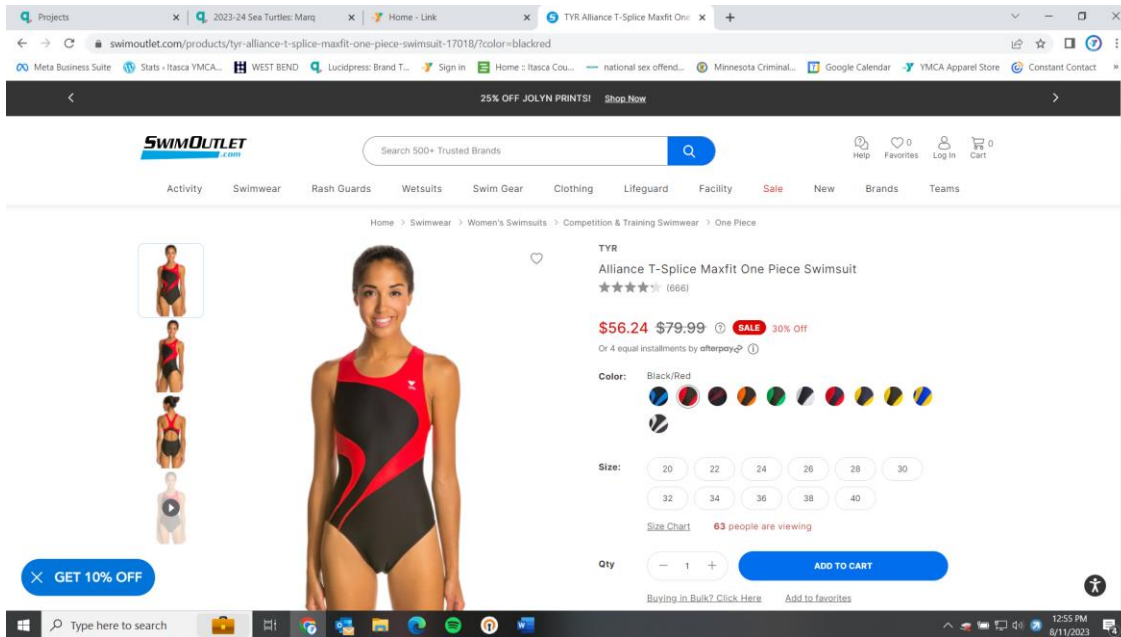 Projects
2023-24 Sea Turtles: Marq
Home - Link
TYR Alliance T-Splice Maxfit One
swimoutlet.com/products/tyr-alliance-t-splice-maxfit-one-piece-swimsuit-17018/?color=blackred
Meta Business Suite Stats ‹ Itasca YMCA... WEST BEND Lucidpress: Brand T... Sign in Home :: Itasca Cou... national sex offend... Minnesota Criminal... Google Calendar YMCA Apparel Store Constant Contact »
25% OFF JOLYN PRINTS! Shop Now
SWIMOUTLET
.com
Search 500+ Trusted Brands
Help
Favorites 0
Log In
Cart 0
Activity Swimwear Rash Guards Wetsuits Swim Gear Clothing Lifeguard Facility Sale New Brands Teams
Home > Swimwear > Women's Swimsuits > Competition & Training Swimwear > One Piece
TYR
Alliance T-Splice Maxfit One Piece Swimsuit
(666)
$56.24 $79.99 SALE 30% Off
Or 4 equal installments by afterpay
Color: Black/Red
Size: 20 22 24 26 28 30
32 34 36 38 40
Size Chart 63 people are viewing
Qty − 1 + ADD TO CART
Buying in Bulk? Click Here Add to favorites
GET 10% OFF
Type here to search
12:55 PM
8/11/2023